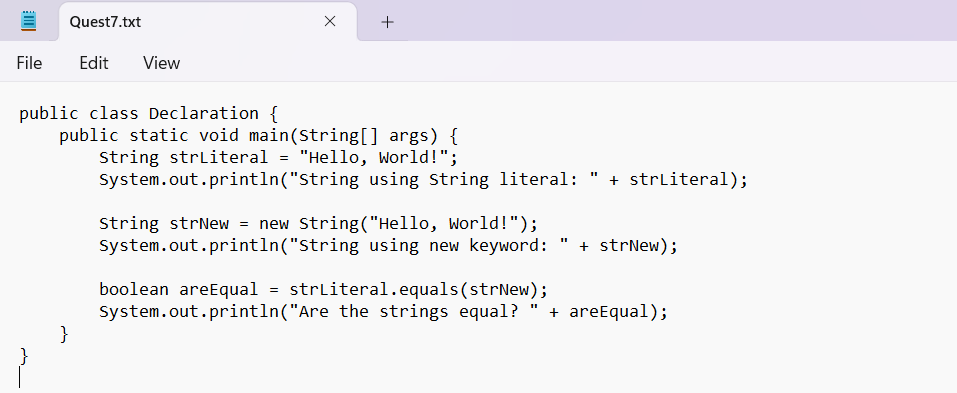 Quest7.txt
File Edit View
public class Declaration {
    public static void main(String[] args) {
        String strLiteral = "Hello, World!";
        System.out.println("String using String literal: " + strLiteral);

        String strNew = new String("Hello, World!");
        System.out.println("String using new keyword: " + strNew);

        boolean areEqual = strLiteral.equals(strNew);
        System.out.println("Are the strings equal? " + areEqual);
    }
}